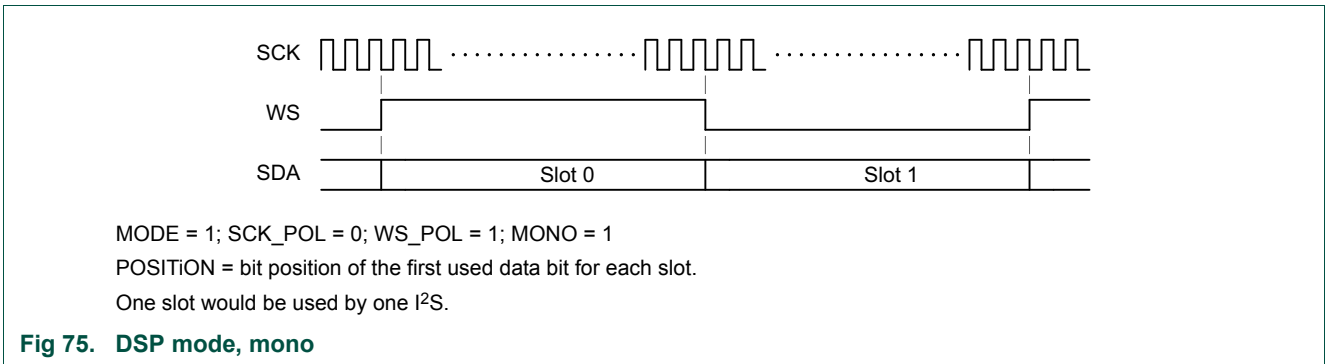 SCK
WS
SDA Slot 0 Slot 1
MODE = 1; SCK_POL = 0; WS_POL = 1; MONO = 1
POSITiON = bit position of the first used data bit for each slot.
One slot would be used by one I²S.
Fig 75. DSP mode, mono